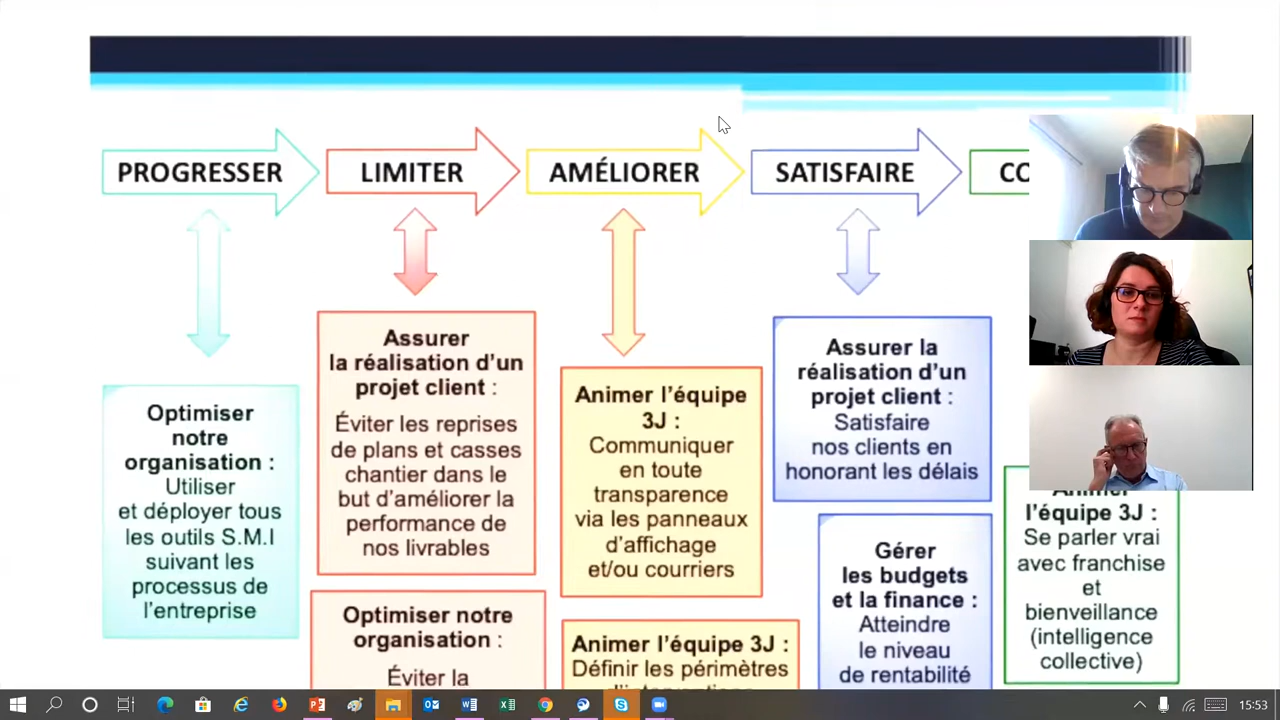 PROGRESSER
LIMITER
AMÉLIORER
SATISFAIRE
CO
Optimiser
notre
organisation :
Utiliser
et déployer tous
les outils S.M.I
suivant les
processus de
l’entreprise
Assurer
la réalisation d’un
projet client :
Éviter les reprises
de plans et casses
chantier dans le
but d’améliorer la
performance de
nos livrables
Optimiser notre
organisation :
Éviter la
Animer l’équipe
3J :
Communiquer
en toute
transparence
via les panneaux
d’affichage
et/ou courriers
Animer l’équipe 3J :
Définir les périmètres
d’interventions
Assurer la
réalisation d’un
projet client :
Satisfaire
nos clients en
honorant les délais
Gérer
les budgets
et la finance :
Atteindre
le niveau
de rentabilité
Animer
l’équipe 3J :
Se parler vrai
avec franchise
et
bienveillance
(intelligence
collective)
15:53